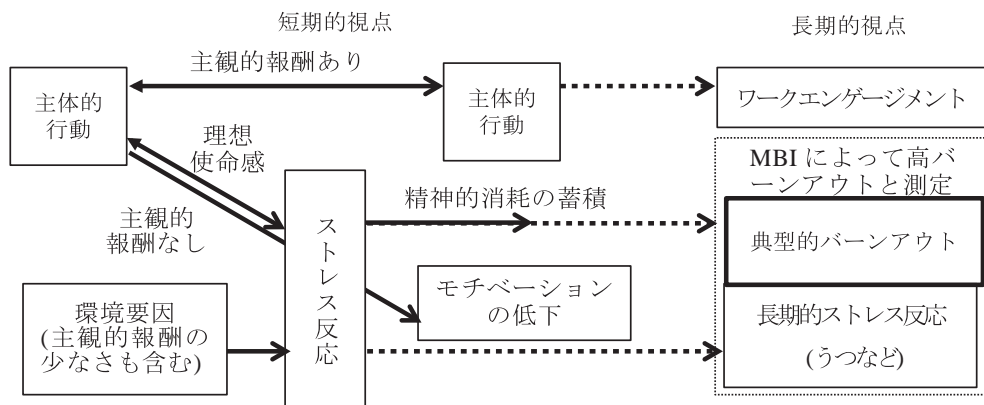 短期的視点
長期的視点
主観的報酬あり
主体的
行動
主体的
行動
ワークエンゲージメント
理想
使命感
主観的
報酬なし
ストレス反応
精神的消耗の蓄積
MBI によって高バ
ーンアウトと測定
典型的バーンアウト
モチベーション
の低下
環境要因
(主観的報酬の
少なさも含む)
長期的ストレス反応
(うつなど)